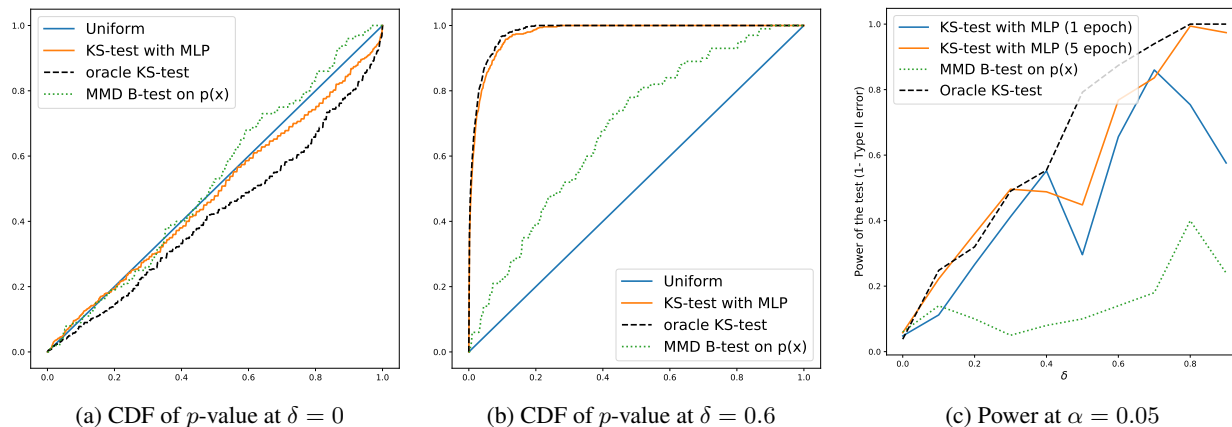 1.0
0.8
0.6
0.4
0.2
0.0
0.0 0.2 0.4 0.6 0.8 1.0
Uniform
KS-test with MLP
oracle KS-test
MMD B-test on p(x)
(a) CDF of p-value at δ = 0
1.0
0.8
0.6
0.4
0.2
0.0
0.0 0.2 0.4 0.6 0.8 1.0
Uniform
KS-test with MLP
oracle KS-test
MMD B-test on p(x)
(b) CDF of p-value at δ = 0.6
Power of the test (1- Type II error)
1.0
0.8
0.6
0.4
0.2
0.0
0.0 0.2 0.4 0.6 0.8
δ
KS-test with MLP (1 epoch)
KS-test with MLP (5 epoch)
MMD B-test on p(x)
Oracle KS-test
(c) Power at α = 0.05